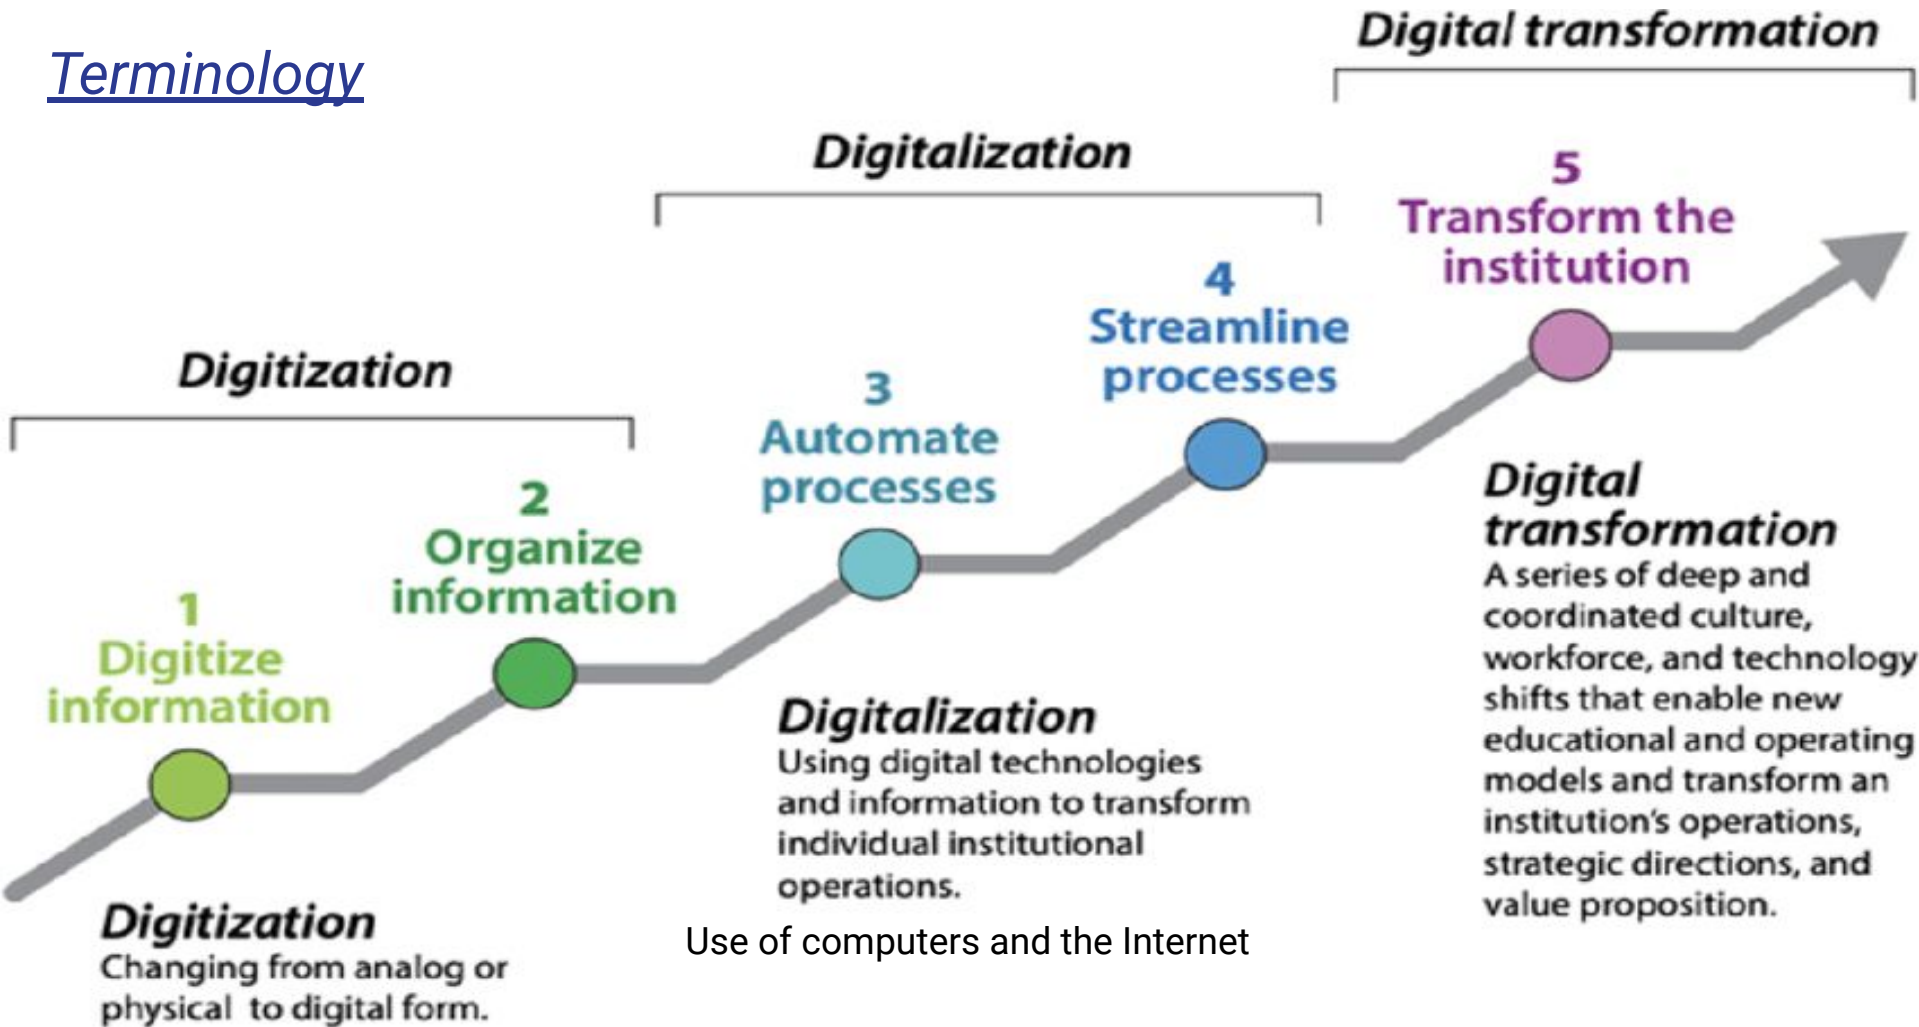 Terminology
Digital transformation
Digitalization
Digitization
1
Digitize
information
2
Organize
information
3
Automate
processes
4
Streamline
processes
5
Transform the
institution
Digitization
Changing from analog or
physical to digital form.
Digitalization
Using digital technologies
and information to transform
individual institutional
operations.
Use of computers and the Internet
Digital
transformation
A series of deep and
coordinated culture,
workforce, and technology
shifts that enable new
educational and operating
models and transform an
institution's operations,
strategic directions, and
value proposition.